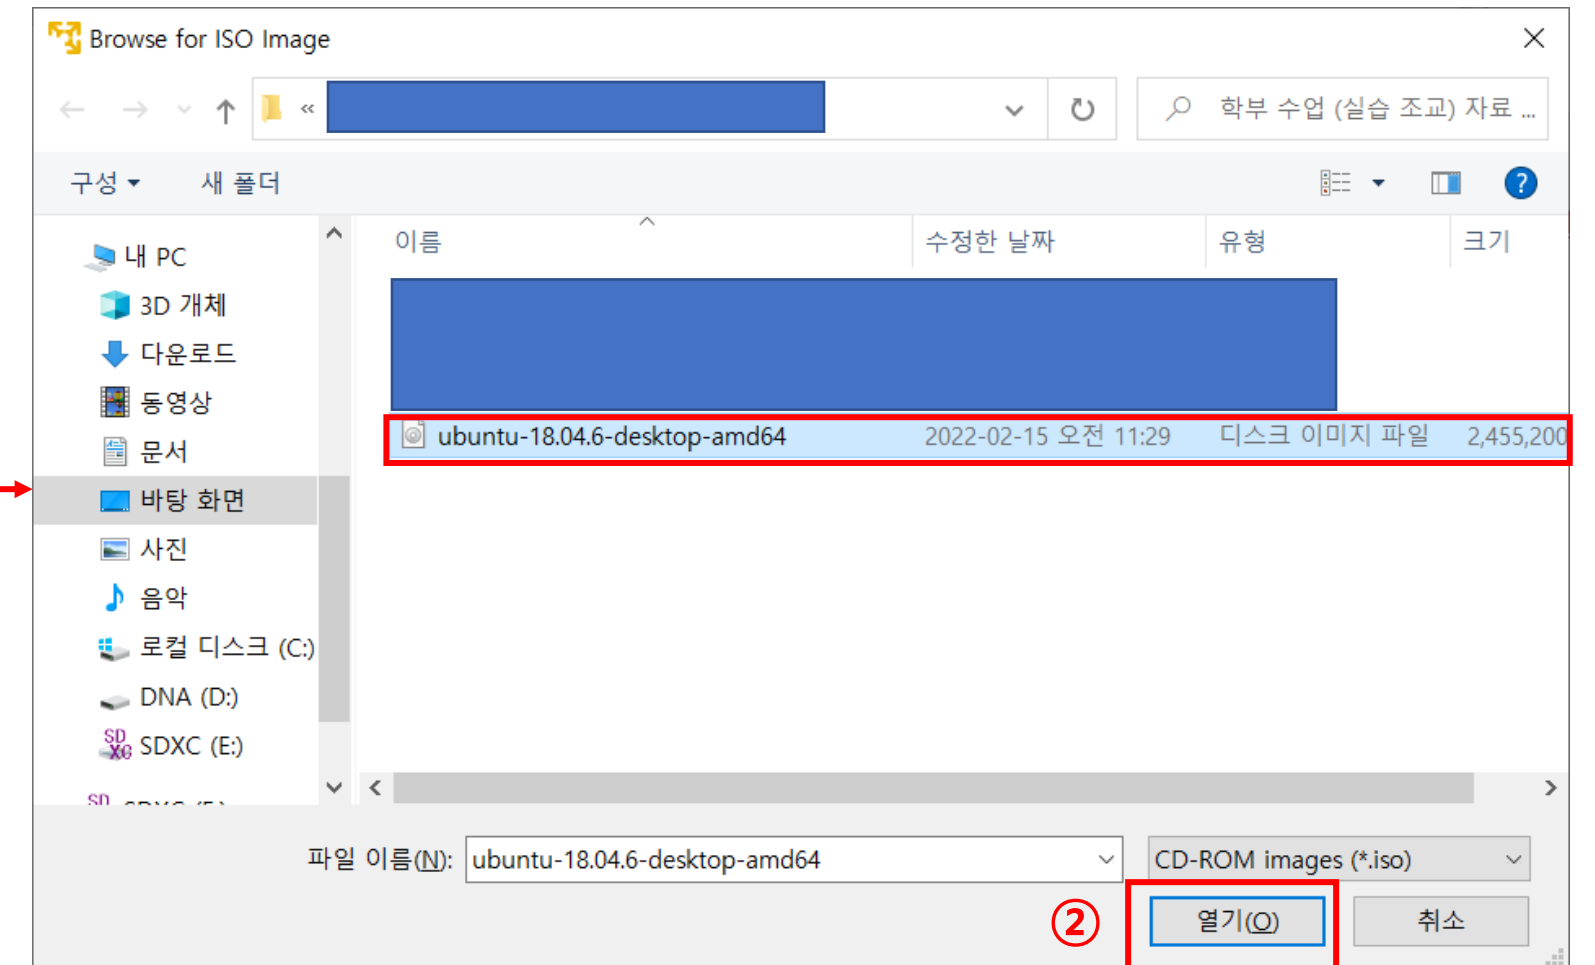 Browse for ISO Image
«
학부 수업 (실습 조교) 자료 ...
구성 새 폴더
?
이름 수정한 날짜 유형 크기
내 PC
3D 개체
다운로드
동영상
ubuntu-18.04.6-desktop-amd64 2022-02-15 오전 11:29 디스크 이미지 파일 2,455,200
문서
바탕 화면
사진
음악
로컬 디스크 (C:)
DNA (D:)
SDXC (E:)
파일 이름(N): ubuntu-18.04.6-desktop-amd64 CD-ROM images (*.iso)
② 열기(O) 취소